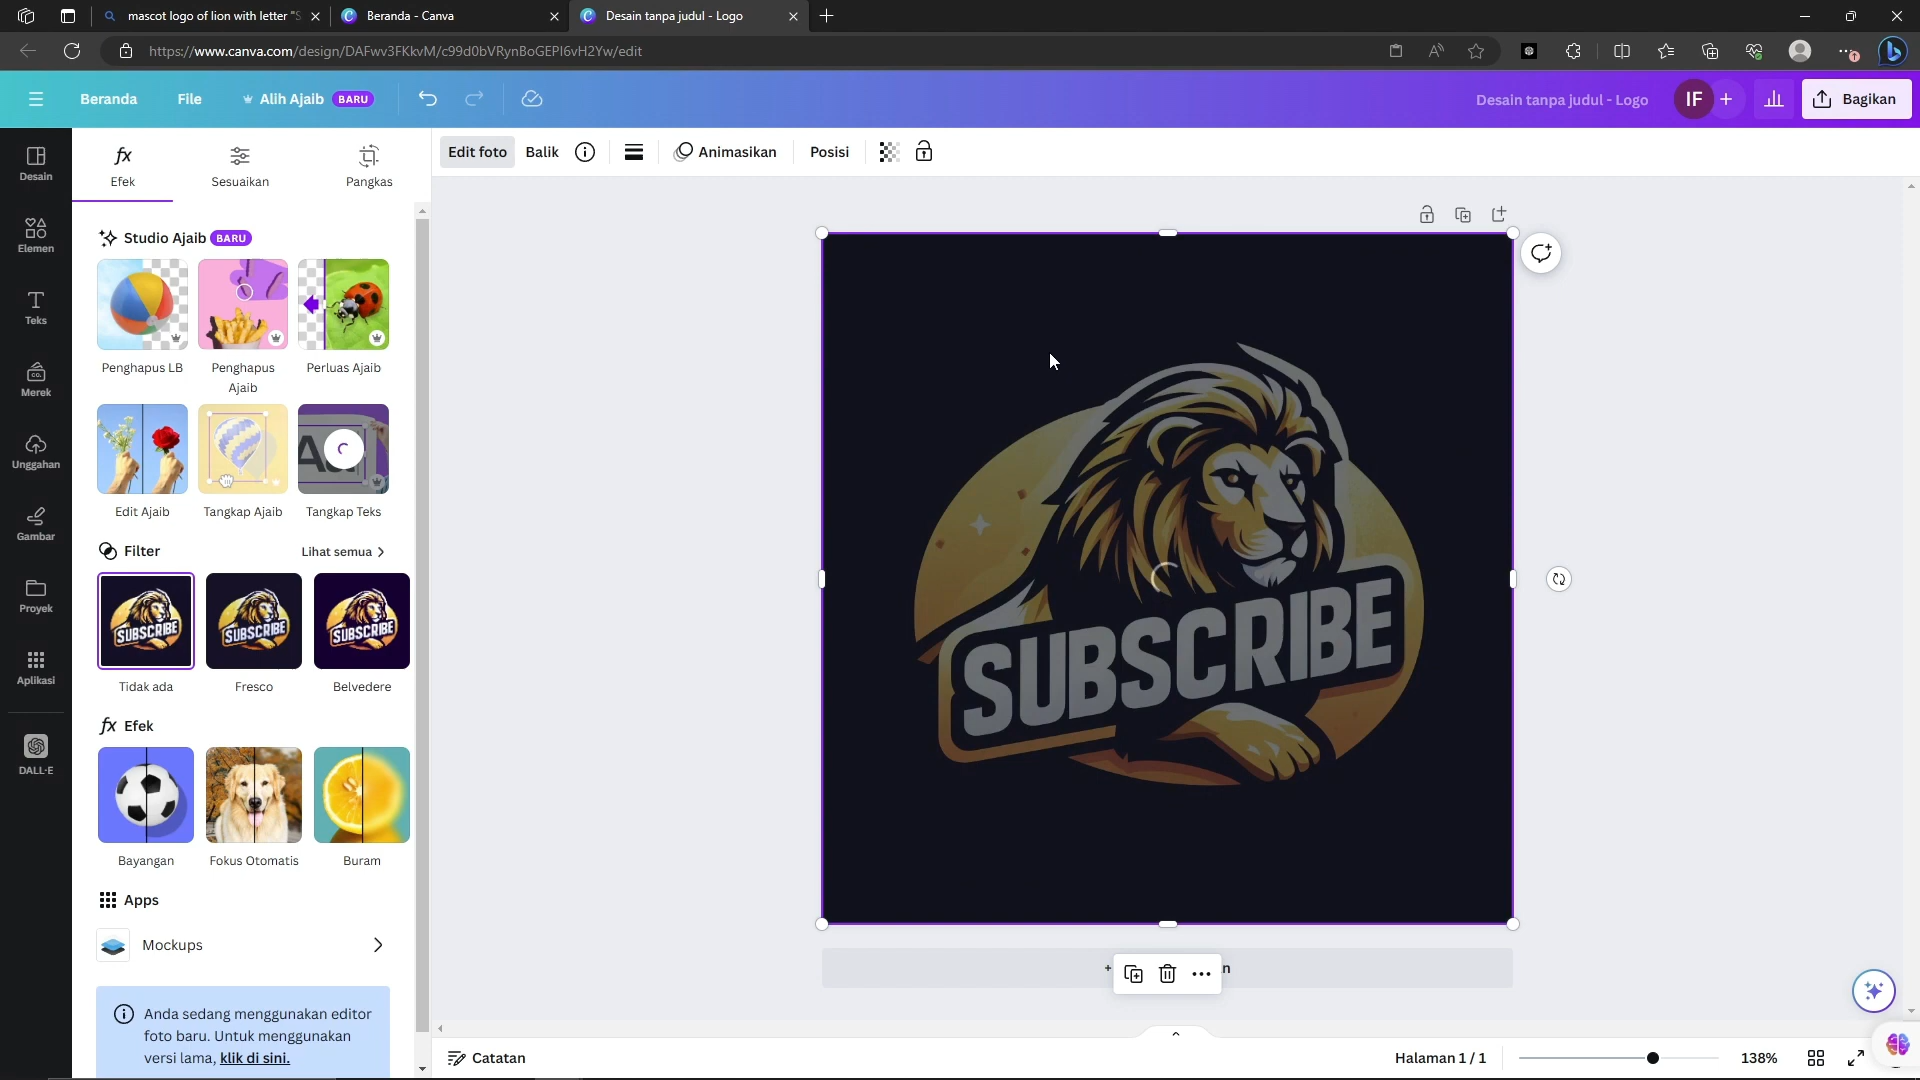 mascot logo of lion with letter "S
Beranda - Canva
Desain tanpa judul - Logo
https://www.canva.com/design/DAFwv3FKkvM/c99d0bVRynBoGEPI6vH2Yw/edit
Beranda
File
Alih Ajaib
BARU
Desain tanpa judul - Logo
IF
Bagikan
Desain
Elemen
Teks
Merek
Unggahan
Gambar
Proyek
Aplikasi
DALL·E
Efek
Sesuaikan
Pangkas
Edit foto
Balik
Animasikan
Posisi
Studio Ajaib
BARU
Penghapus LB
Penghapus
Ajaib
Perluas Ajaib
Edit Ajaib
Tangkap Ajaib
Tangkap Teks
Filter
Lihat semua
SUBSCRIBE
SUBSCRIBE
SUBSCRIBE
Tidak ada
Fresco
Belvedere
fx Efek
Bayangan
Fokus Otomatis
Buram
Apps
Mockups
Anda sedang menggunakan editor
foto baru. Untuk menggunakan
versi lama, klik di sini.
SUBSCRIBE
Catatan
Halaman 1 / 1
138%